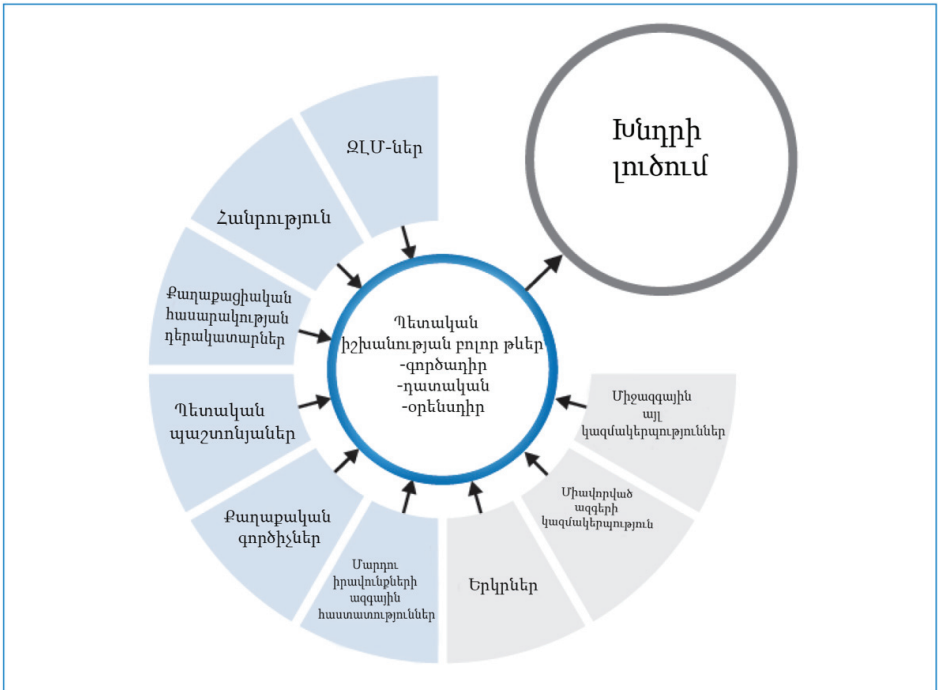 ԶԼՄ-ներ
Հանրություն
Քաղաքացիական
հասարակության
դերակատարներ
Պետական
պաշտոնյաներ
Քաղաքական
գործիչներ
Մարդու
իրավունքների
ազգային
հաստատություններ
Երկրներ
Միավորված
ազգերի
կազմակերպություն
Միջազգային
այլ
կազմակերպություններ
Պետական
իշխանության բոլոր թևեր
-գործադիր
-դատական
-օրենսդիր
Խնդրի
լուծում